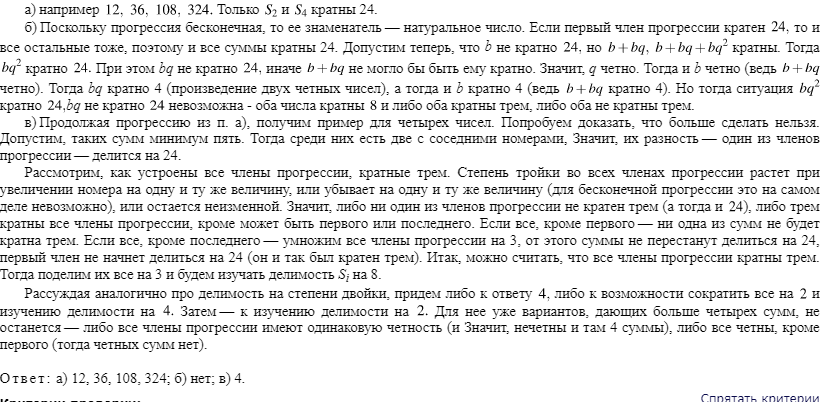 а) например 12, 36, 108, 324. Только S₂ и S₄ кратны 24.
б) Поскольку прогрессия бесконечная, то ее знаменатель — натуральное число. Если первый член прогрессии кратен 24, то и
все остальные тоже, поэтому и все суммы кратны 24. Допустим теперь, что b не кратно 24, но b + bq, b + bq + bq² кратны. Тогда
bq² кратно 24. При этом bq не кратно 24, иначе b + bq не могло бы быть ему кратно. Значит, q четно. Тогда и b четно (ведь b + bq
четно). Тогда bq кратно 4 (произведение двух четных чисел), а тогда и b кратно 4 (ведь b + bq кратно 4). Но тогда ситуация bq²
кратно 24,bq не кратно 24 невозможна - оба числа кратны 8 и либо оба кратны трем, либо оба не кратны трем.
в) Продолжая прогрессию из п. а), получим пример для четырех чисел. Попробуем доказать, что больше сделать нельзя.
Допустим, таких сумм минимум пять. Тогда среди них есть две с соседними номерами, Значит, их разность — один из членов
прогрессии — делится на 24.
Рассмотрим, как устроены все члены прогрессии, кратные трем. Степень тройки во всех членах прогрессии растет при
увеличении номера на одну и ту же величину, или убывает на одну и ту же величину (для бесконечной прогрессии это на самом
деле невозможно), или остается неизменной. Значит, либо ни один из членов прогрессии не кратен трем (а тогда и 24), либо трем
кратны все члены прогрессии, кроме может быть первого или последнего. Если все, кроме первого — ни одна из сумм не будет
кратна трем. Если все, кроме последнего — умножим все члены прогрессии на 3, от этого суммы не перестанут делиться на 24,
первый член не начнет делиться на 24 (он и так был кратен трем). Итак, можно считать, что все члены прогрессии кратны трем.
Тогда поделим их все на 3 и будем изучать делимость Sᵢ на 8.
Рассуждая аналогично про делимость на степени двойки, придем либо к ответу 4, либо к возможности сократить все на 2 и
изучению делимости на 4. Затем — к изучению делимости на 2. Для нее уже вариантов, дающих больше четырех сумм, не
останется — либо все члены прогрессии имеют одинаковую четность (и Значит, нечетны и там 4 суммы), либо все четны, кроме
первого (тогда четных сумм нет).
Ответ: а) 12, 36, 108, 324; б) нет; в) 4.
Спрятать критерии